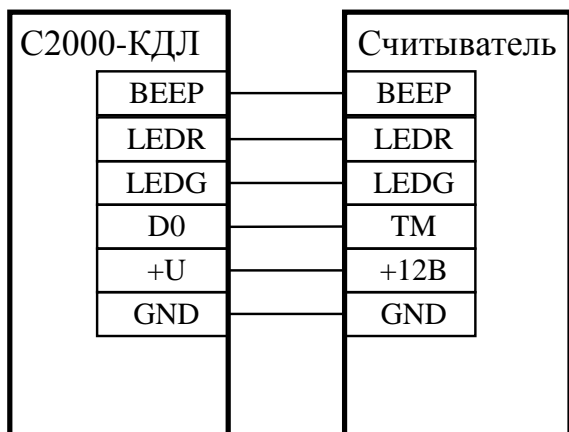 С2000-КДЛ Считыватель
BEEP BEEP
LEDR LEDR
LEDG LEDG
D0 TM
+U +12В
GND GND